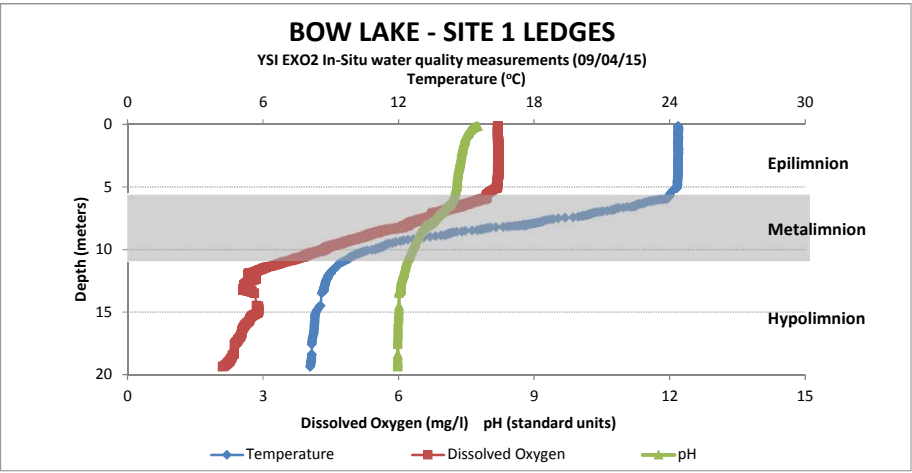 BOW LAKE - SITE 1 LEDGES
YSI EXO2 In-Situ water quality measurements (09/04/15)
Temperature (°C)
0 6 12 18 24 30
0
Epilimnion
5
Metalimnion
10
Depth (meters)
15
Hypolimnion
20
0 3 6 9 12 15
Dissolved Oxygen (mg/l) pH (standard units)
Temperature Dissolved Oxygen pH